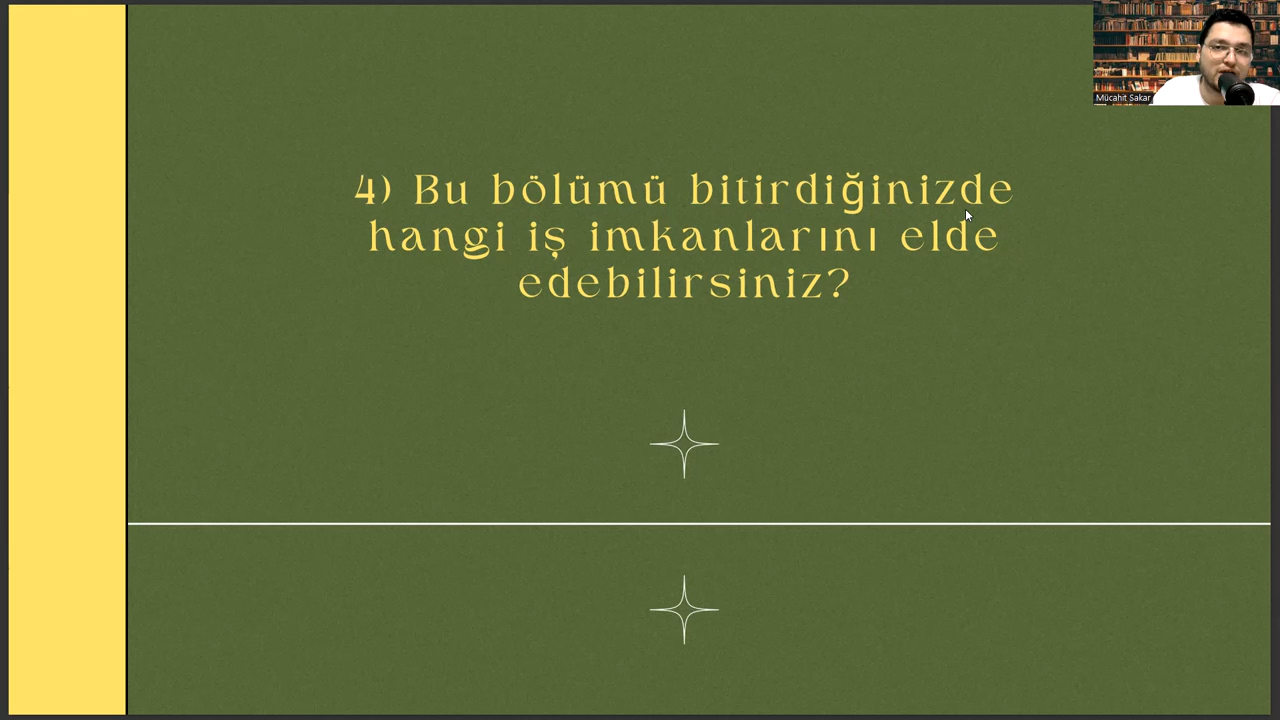 Mücahit Sakar
4) Bu bölümü bitirdiğinizde
hangi iş imkanlarını elde
edebilirsiniz?